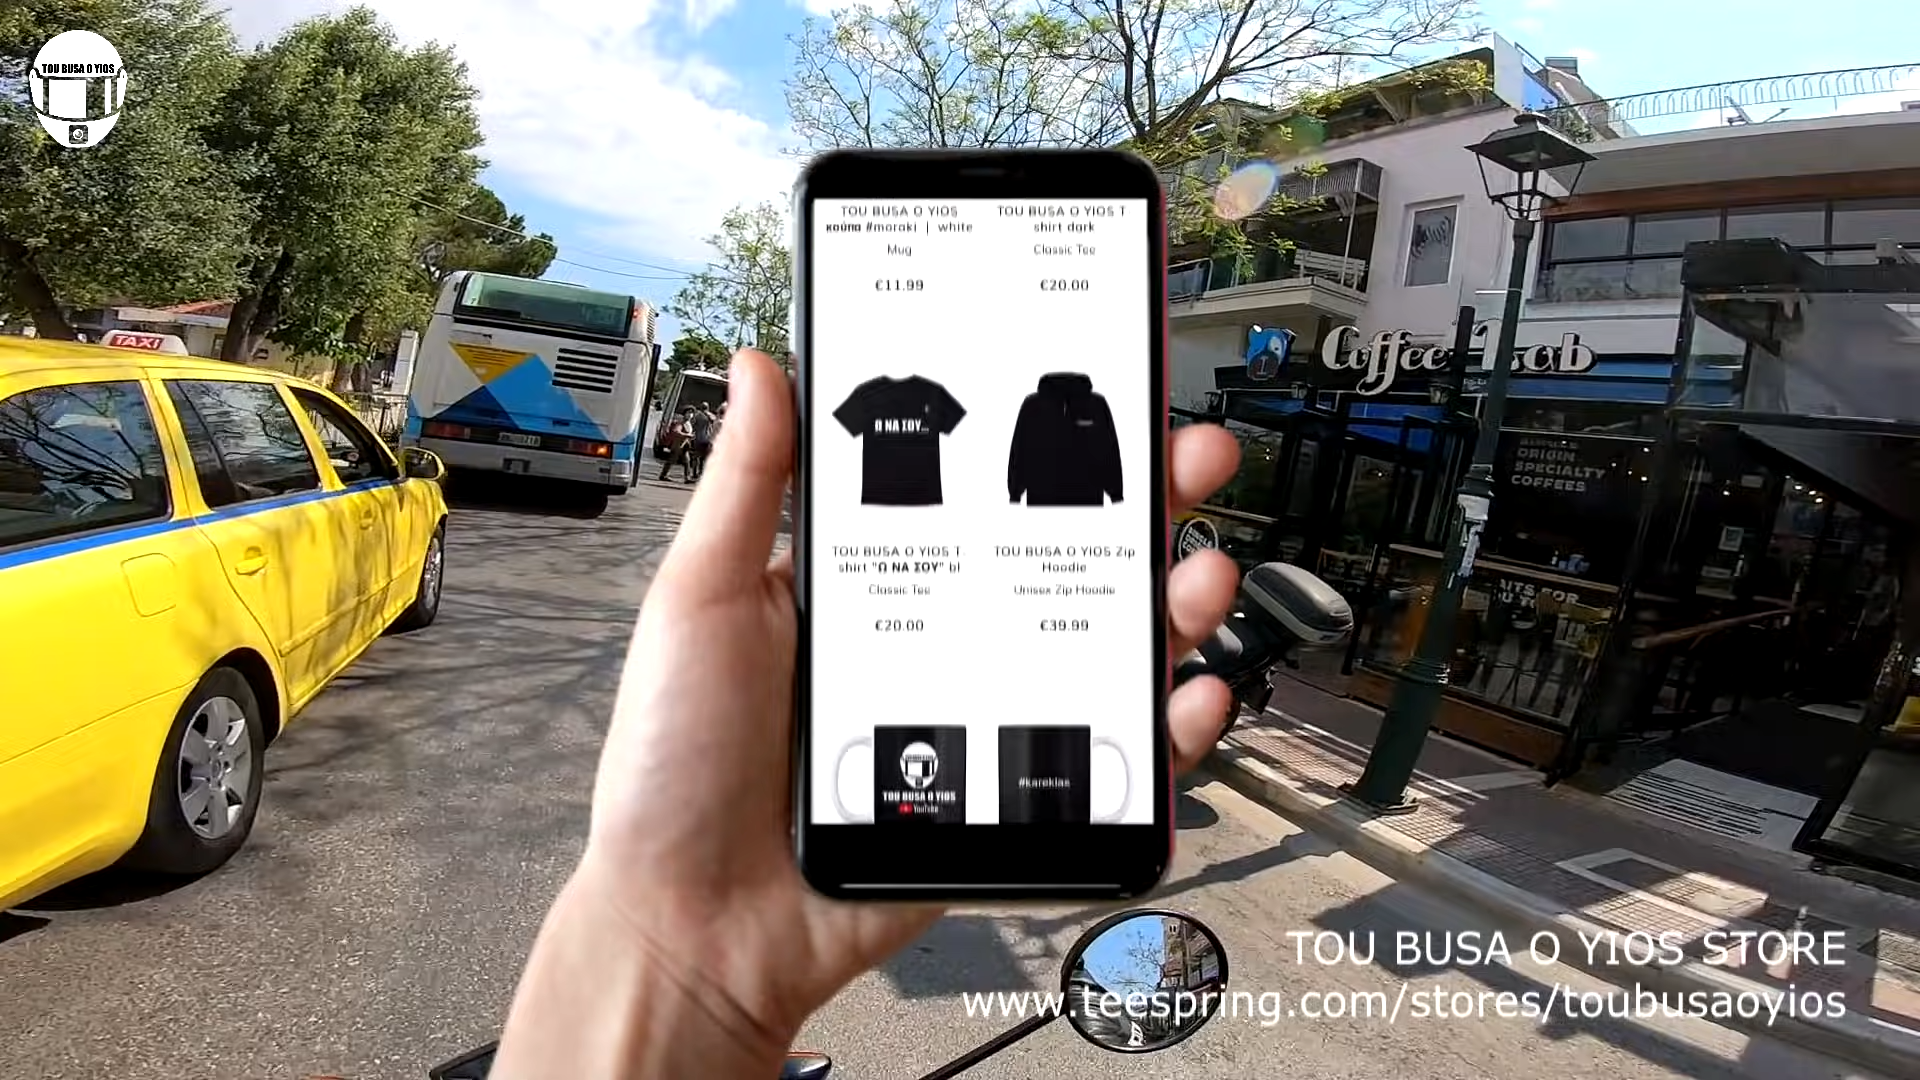 TOU BUSA O YIOS
TAXI
TOU BUSA O YIOS
κούπα #moraki | white
Mug
€11.99
TOU BUSA O YIOS T
shirt dark
Classic Tee
€20.00
Ω ΝΑ ΣΟΥ...
TOU BUSA O YIOS T-
shirt "Ω ΝΑ ΣΟΥ" bl
Classic Tee
€20.00
TOU BUSA O YIOS Zip
Hoodie
Unisex Zip Hoodie
€39.99
TOU BUSA O YIOS
YouTube
#kareklas
Coffee Lab
SINGLE
ORIGIN
SPECIALTY
COFFEES
TOU BUSA O YIOS STORE
www.teespring.com/stores/toubusaoyios